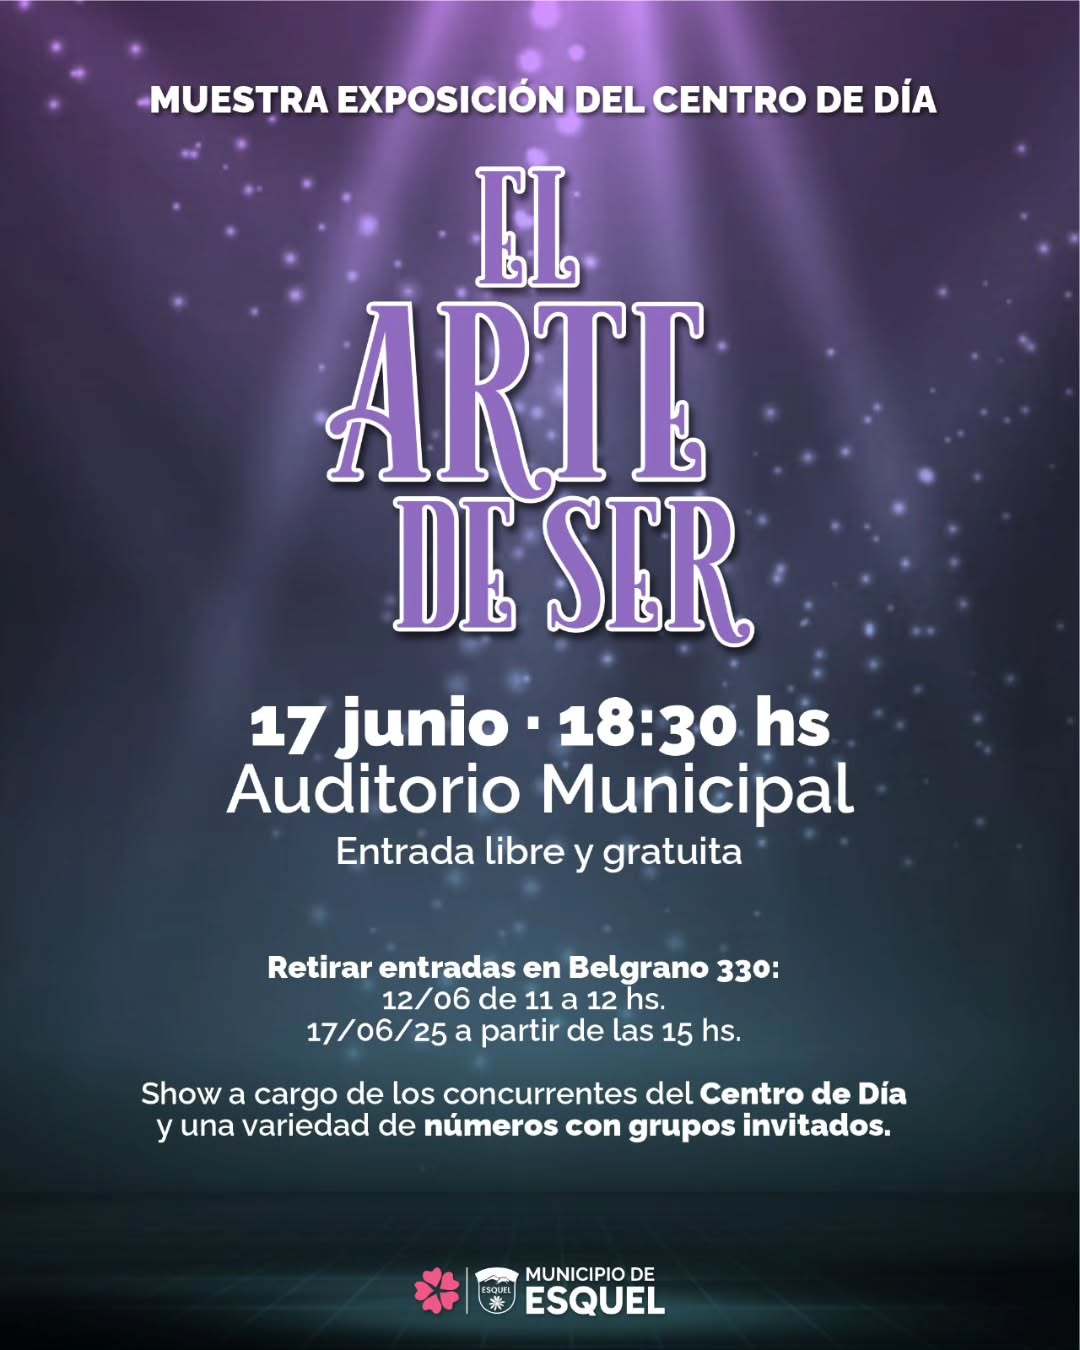 MUESTRA EXPOSICIÓN DEL CENTRO DE DÍA
EL
ARTE
DE SER
17 junio · 18:30 hs
Auditorio Municipal
Entrada libre y gratuita
Retirar entradas en Belgrano 330:
12/06 de 11 a 12 hs.
17/06/25 a partir de las 15 hs.
Show a cargo de los concurrentes del Centro de Día
y una variedad de números con grupos invitados.
ESQUEL
MUNICIPIO DE
ESQUEL